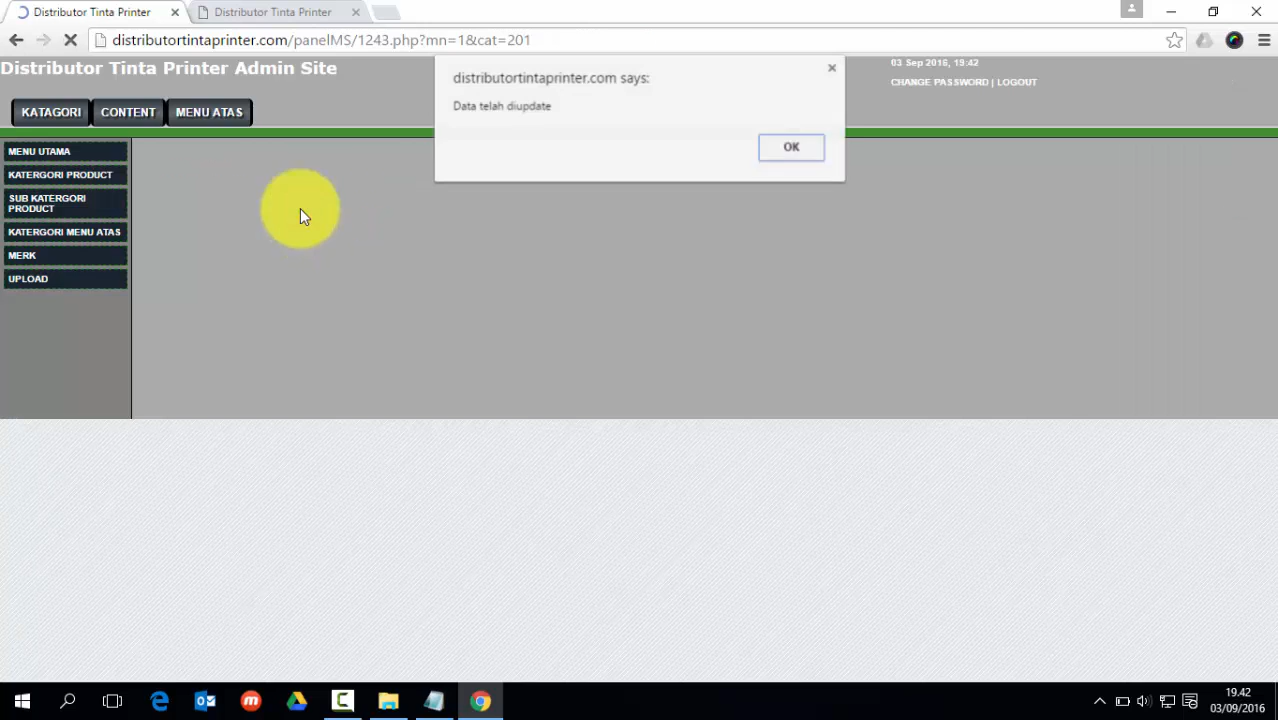 Distributor Tinta Printer
Distributor Tinta Printer
distributortintaprinter.com/panelMS/1243.php?mn=1&cat=201
Distributor Tinta Printer Admin Site
03 Sep 2016, 19:42
CHANGE PASSWORD | LOGOUT
distributortintaprinter.com says:
Data telah diupdate
OK
KATAGORI
CONTENT
MENU ATAS
MENU UTAMA
KATERGORI PRODUCT
SUB KATERGORI
PRODUCT
KATERGORI MENU ATAS
MERK
UPLOAD
19.42
03/09/2016